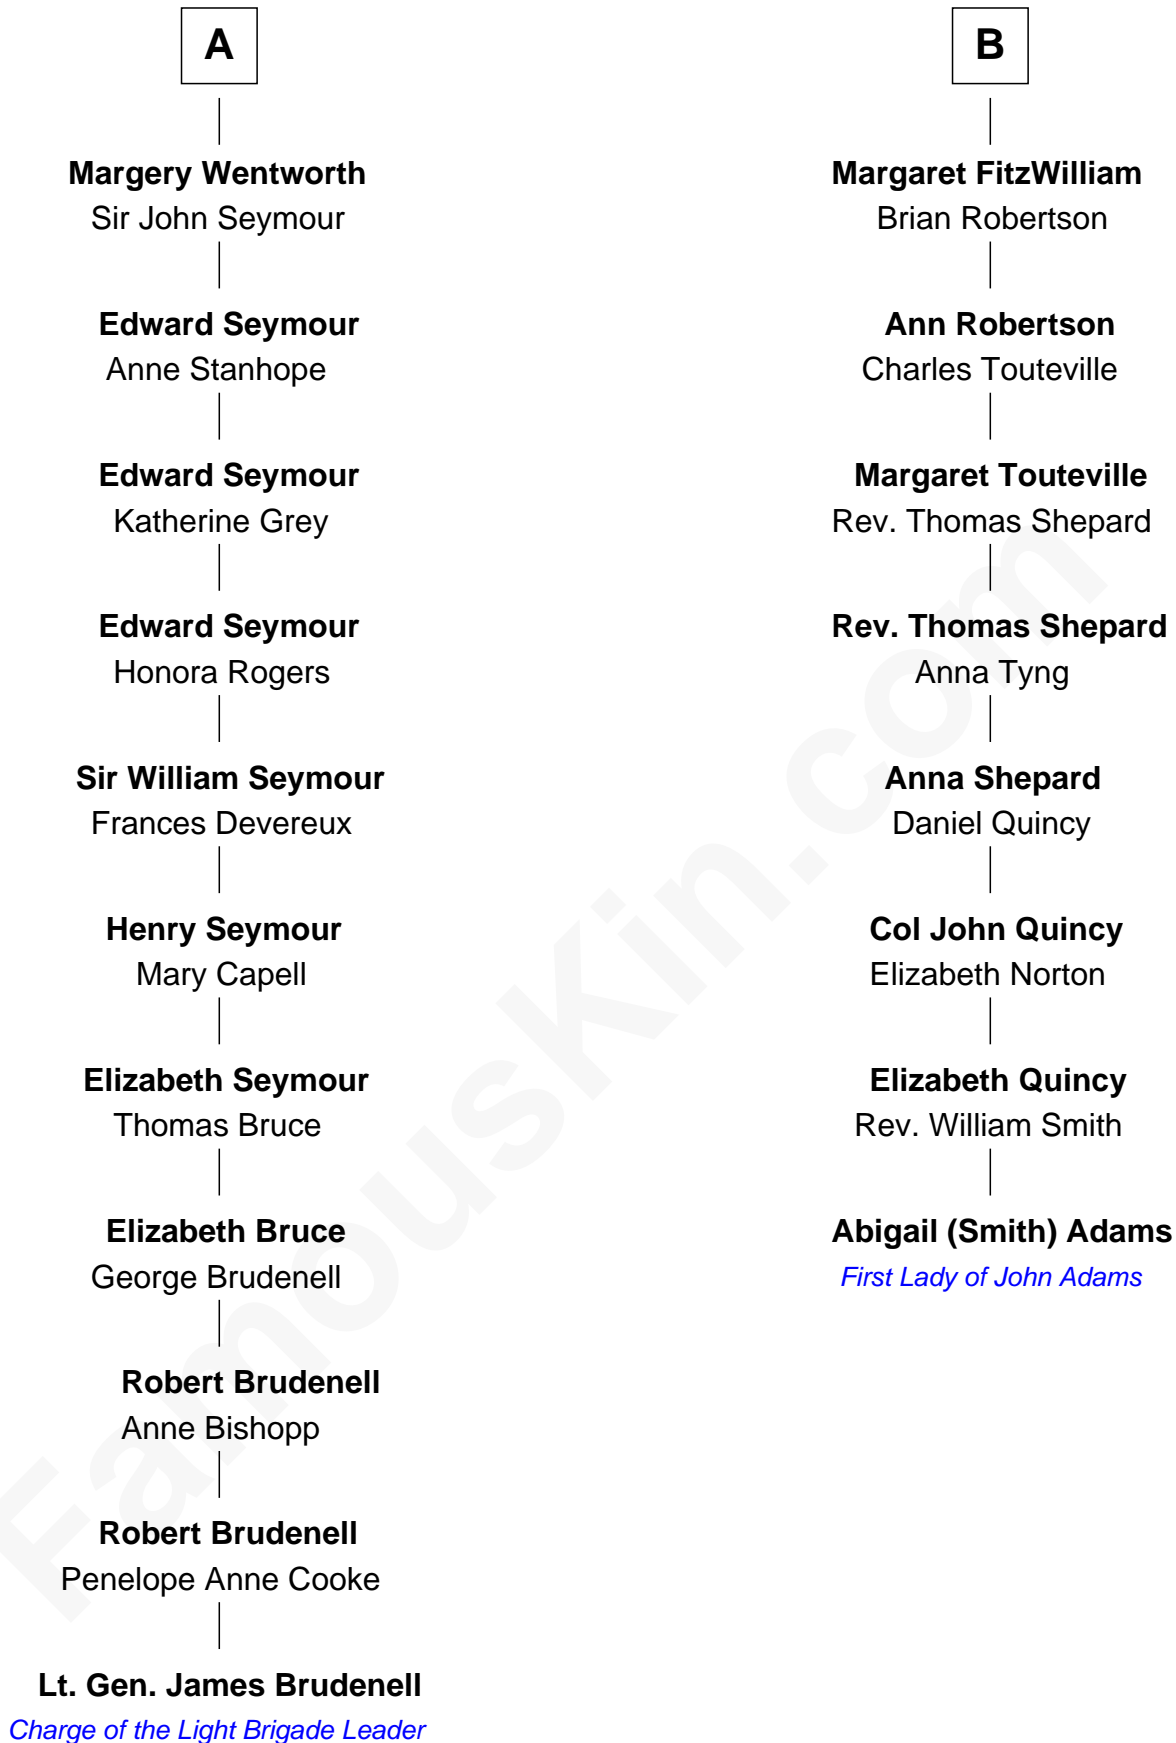 A
Margery Wentworth
Sir John Seymour
Edward Seymour
Anne Stanhope
Edward Seymour
Katherine Grey
Edward Seymour
Honora Rogers
Sir William Seymour
Frances Devereux
Henry Seymour
Mary Capell
Elizabeth Seymour
Thomas Bruce
Elizabeth Bruce
George Brudenell
Robert Brudenell
Anne Bishopp
Robert Brudenell
Penelope Anne Cooke
Lt. Gen. James Brudenell
Charge of the Light Brigade Leader
B
Margaret FitzWilliam
Brian Robertson
Ann Robertson
Charles Touteville
Margaret Touteville
Rev. Thomas Shepard
Rev. Thomas Shepard
Anna Tyng
Anna Shepard
Daniel Quincy
Col John Quincy
Elizabeth Norton
Elizabeth Quincy
Rev. William Smith
Abigail (Smith) Adams
First Lady of John Adams
FamousKin.com